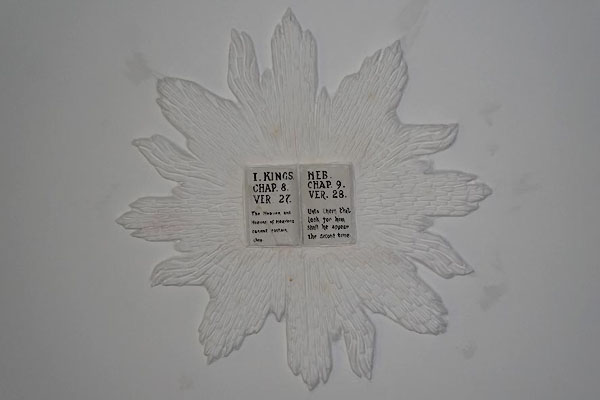 I. KINGS.
CHAP. 8.
VER 27.
The Heaven and
Heaven of Heavens
cannot contain
thee.
HEB.
CHAP. 9.
VER. 28.
Unto them that
look for him,
shall he appear
the second time